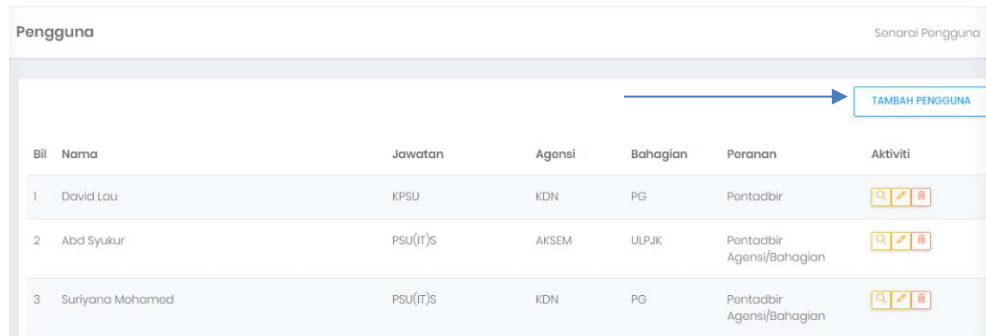 Pengguna Senarai Pengguna
TAMBAH PENGGUNA
Bil Nama Jawatan Agensi Bahagian Peranan Aktiviti
1 David Lau KPSU KDN PG Pentadbir
2 Abd Syukur PSU(IT)S AKSEM ULPJK Pentadbir
Agensi/Bahagian
3 Suriyana Mohamed PSU(IT)S KDN PG Pentadbir
Agensi/Bahagian